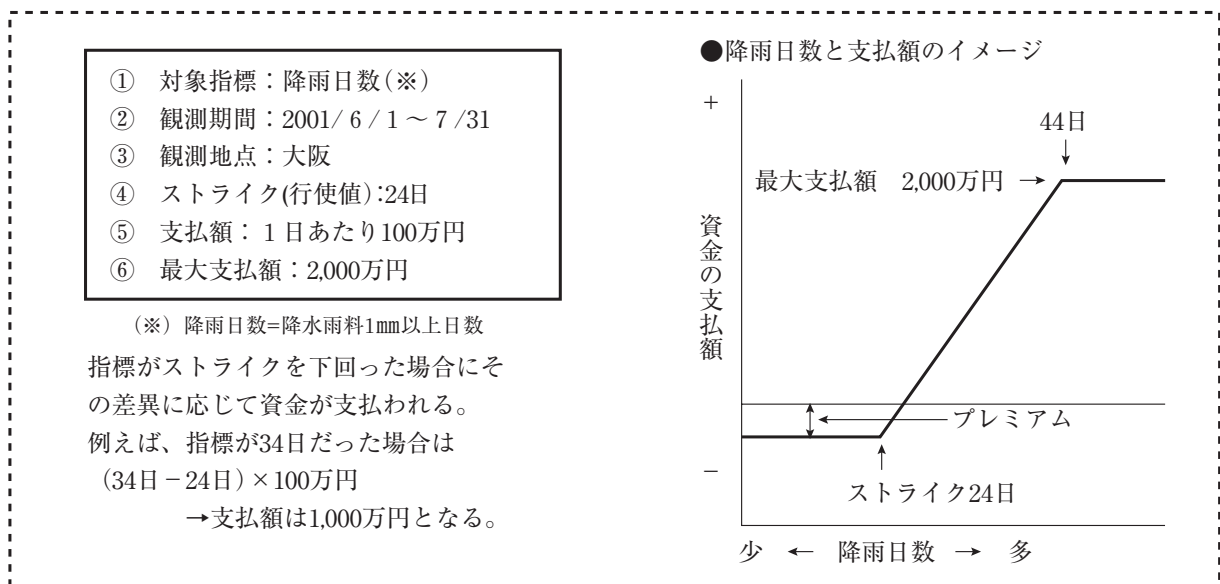 ① 対象指標：降雨日数(※)
② 観測期間：2001/ 6 / 1 ～ 7 /31
③ 観測地点：大阪
④ ストライク(行使値):24日
⑤ 支払額：１日あたり100万円
⑥ 最大支払額：2,000万円
（※）降雨日数=降水雨料1㎜以上日数
指標がストライクを下回った場合にそ
の差異に応じて資金が支払われる。
例えば、指標が34日だった場合は
（34日－24日）×100万円
→支払額は1,000万円となる。
●降雨日数と支払額のイメージ
＋
44日
最大支払額　2,000万円 →
資金の支払額
プレミアム
－
ストライク24日
少 ← 降雨日数 → 多